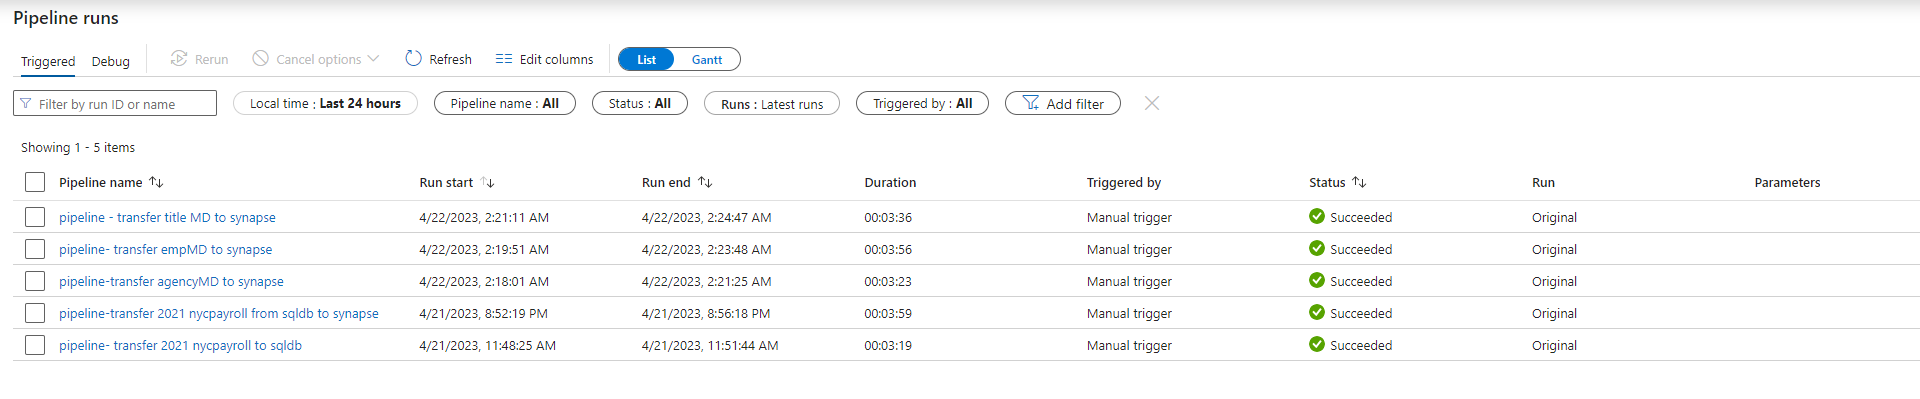 Pipeline runs
Triggered Debug Rerun Cancel options Refresh Edit columns List Gantt
Filter by run ID or name Local time : Last 24 hours Pipeline name : All Status : All Runs : Latest runs Triggered by : All Add filter
Showing 1 - 5 items
Pipeline name Run start Run end Duration Triggered by Status Run Parameters
pipeline - transfer title MD to synapse 4/22/2023, 2:21:11 AM 4/22/2023, 2:24:47 AM 00:03:36 Manual trigger Succeeded Original
pipeline- transfer empMD to synapse 4/22/2023, 2:19:51 AM 4/22/2023, 2:23:48 AM 00:03:56 Manual trigger Succeeded Original
pipeline-transfer agencyMD to synapse 4/22/2023, 2:18:01 AM 4/22/2023, 2:21:25 AM 00:03:23 Manual trigger Succeeded Original
pipeline-transfer 2021 nycpayroll from sqldb to synapse 4/21/2023, 8:52:19 PM 4/21/2023, 8:56:18 PM 00:03:59 Manual trigger Succeeded Original
pipeline- transfer 2021 nycpayroll to sqldb 4/21/2023, 11:48:25 AM 4/21/2023, 11:51:44 AM 00:03:19 Manual trigger Succeeded Original